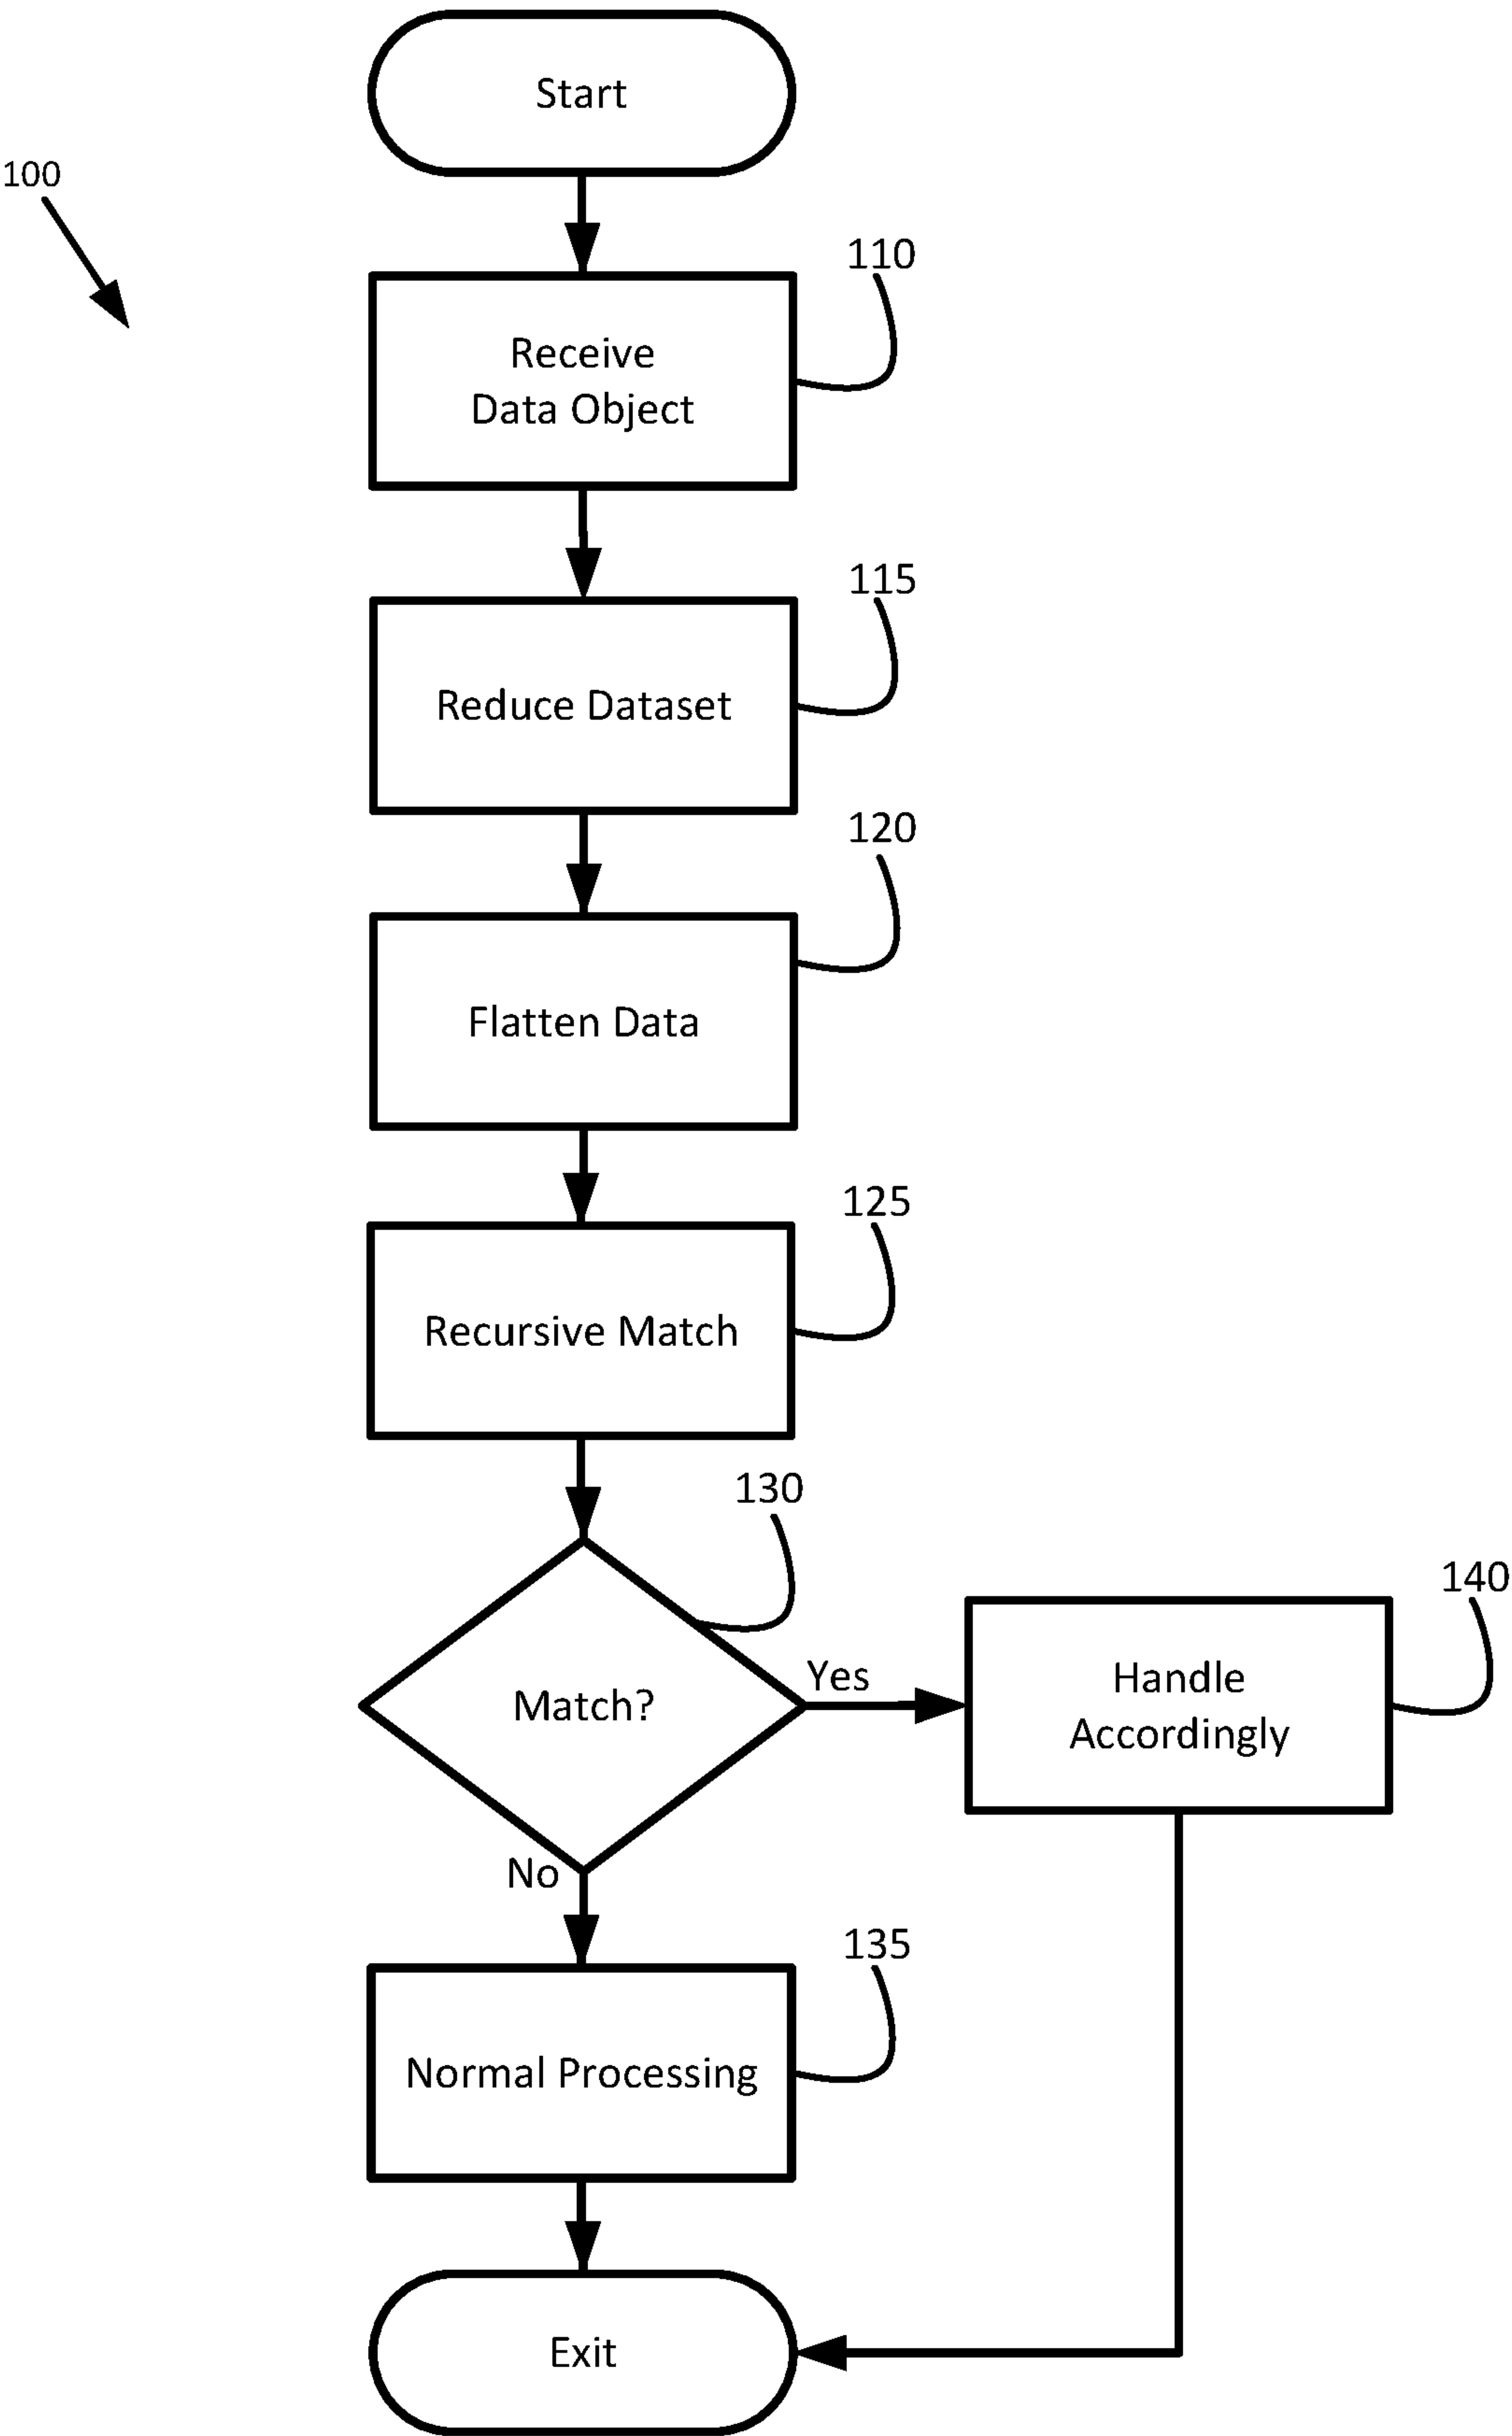 Start
100
110
Receive
Data Object
115
Reduce Dataset
120
Flatten Data
125
Recursive Match
130
Match?
Yes
140
Handle
Accordingly
No
135
Normal Processing
Exit